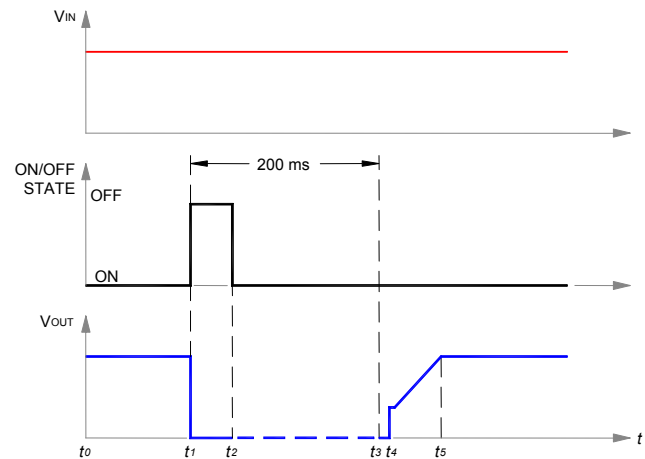 VIN
200 ms
ON/OFF
STATE
OFF
ON
VOUT
t0 t1 t2 t3 t4 t5 t